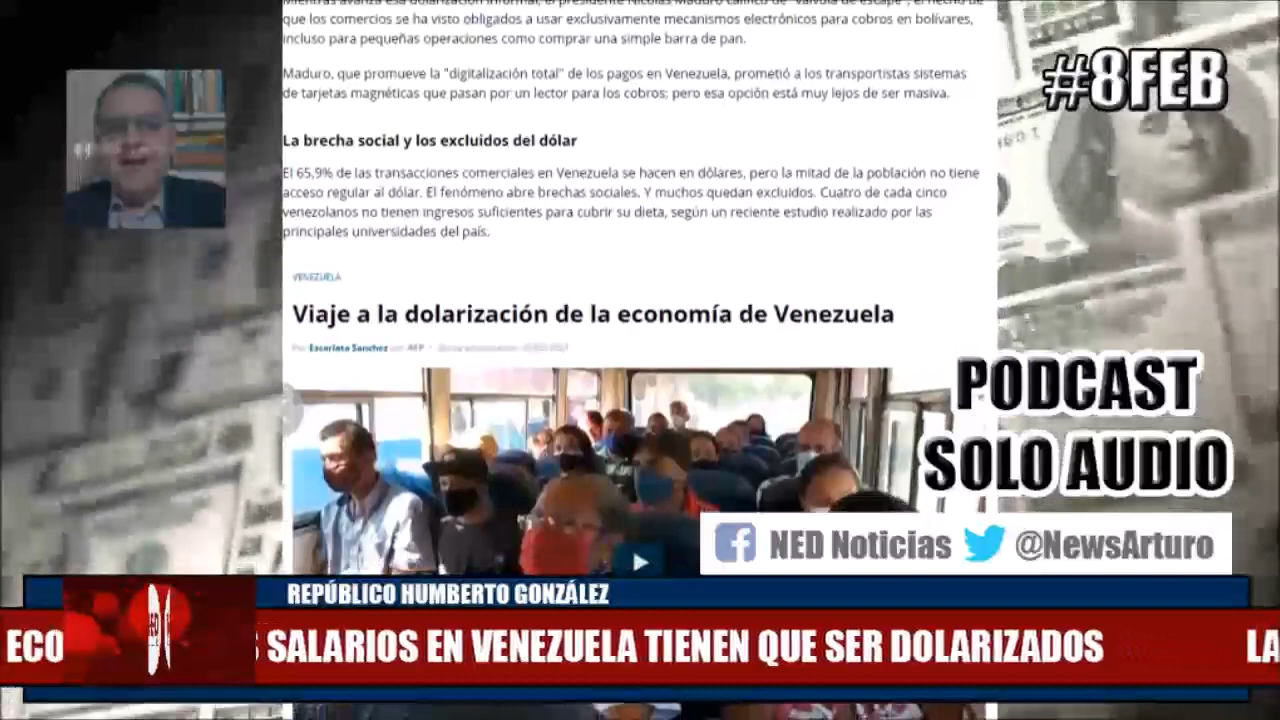 Mientras avanza esa dolarización informal, el presidente Nicolás Maduro calificó de "válvula de escape", el hecho de
que los comercios se ha visto obligados a usar exclusivamente mecanismos electrónicos para cobros en bolívares,
incluso para pequeñas operaciones como comprar una simple barra de pan.
Maduro, que promueve la "digitalización total" de los pagos en Venezuela, prometió a los transportistas sistemas
de tarjetas magnéticas que pasan por un lector para los cobros; pero esa opción está muy lejos de ser masiva.
La brecha social y los excluidos del dólar
El 65,9% de las transacciones comerciales en Venezuela se hacen en dólares, pero la mitad de la población no tiene
acceso regular al dólar. El fenómeno abre brechas sociales. Y muchos quedan excluidos. Cuatro de cada cinco
venezolanos no tienen ingresos suficientes para cubrir su dieta, según un reciente estudio realizado por las
principales universidades del país.
VENEZUELA
Viaje a la dolarización de la economía de Venezuela
Por Escarlata Sanchez con AFP
#8FEB
PODCAST
SOLO AUDIO
NED Noticias @NewsArturo
REPÚBLICO HUMBERTO GONZÁLEZ
ECO S SALARIOS EN VENEZUELA TIENEN QUE SER DOLARIZADOS LA